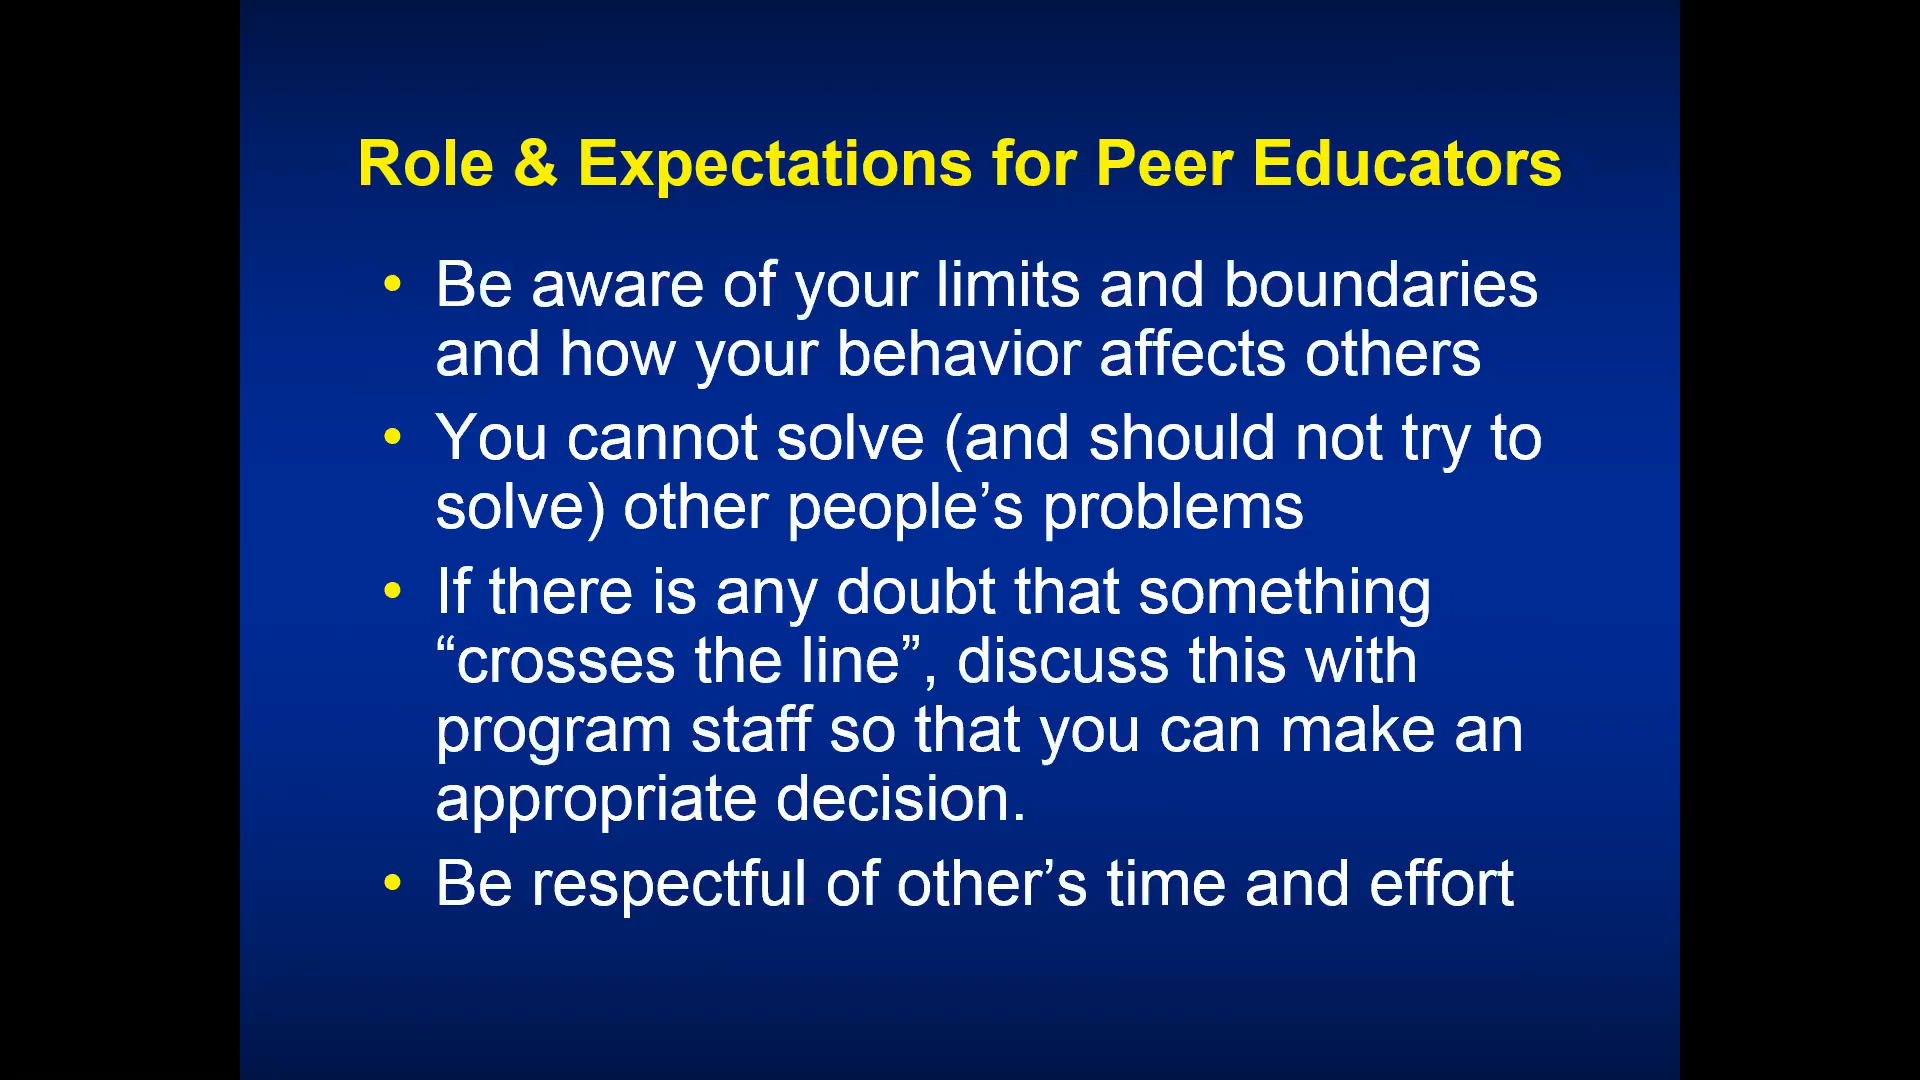 Role & Expectations for Peer Educators
• Be aware of your limits and boundaries
and how your behavior affects others
• You cannot solve (and should not try to
solve) other people’s problems
• If there is any doubt that something
“crosses the line”, discuss this with
program staff so that you can make an
appropriate decision.
• Be respectful of other’s time and effort